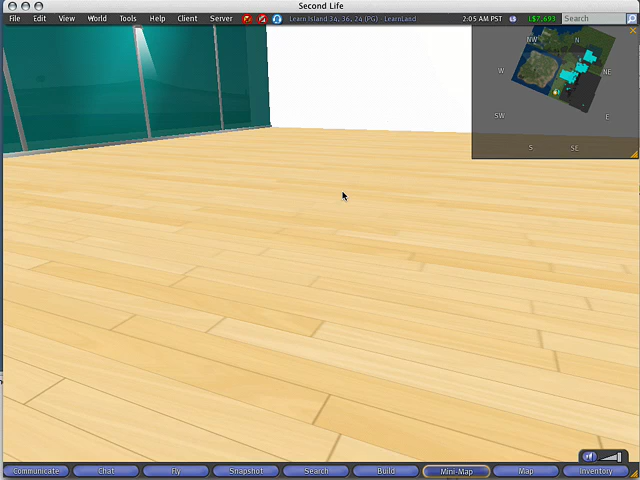 Second Life
File Edit View World Tools Help Client Server Learn Island 34, 36, 24 (PG) - LearnLand 2:05 AM PST L$7,693 Search
NW N
W NE
SW E
S SE
Communicate Chat Fly Snapshot Search Build Mini-Map Map Inventory